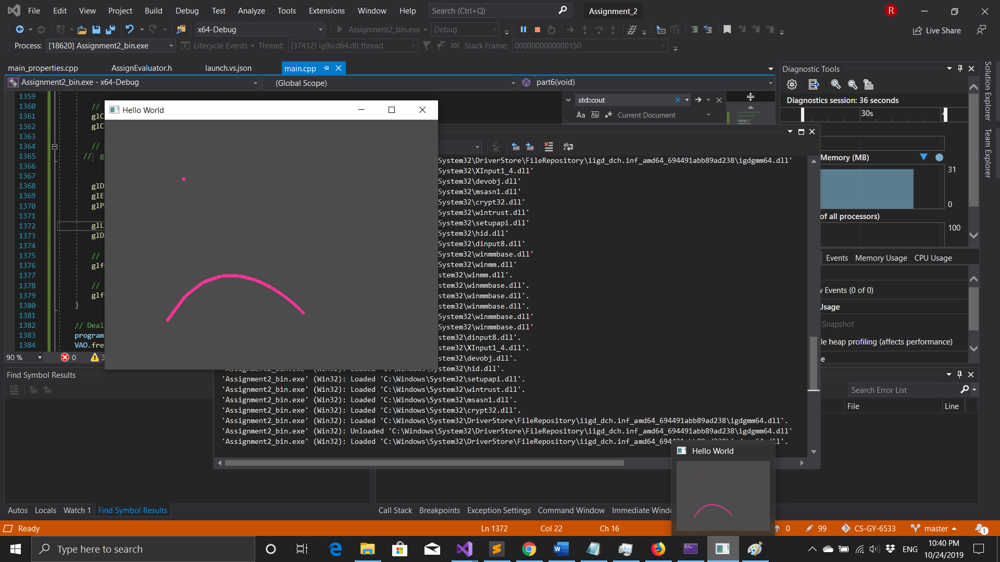 File Edit View Project Build Debug Test Analyze Tools Extensions Window Help Search (Ctrl+Q) Assignment_2 R
x64-Debug Assignment2_bin.exe Debug Live Share
Process: [18620] Assignment2_bin.exe Lifecycle Events Thread: [37412] ig9icd64.dll thread Stack Frame: 0000000000000150
main_properties.cpp AssignEvaluator.h launch.vs.json main.cpp
Assignment2_bin.exe - x64-Debug (Global Scope) part6(void)
std::cout
Aa Abl Current Document
1359
1360 //
1361 glC
1362 glC
1363
1364 //
1365 // g
1366
1367
1368 glD
1369 glE
1370 glP
1371
1372 glL
1373 glD
1374
1375 //
1376 glf
1377
1378 //
1379 glf
1380 }
1381
1382 // Deal
1383 program
1384 VAO.fre
90 % 0 3
Hello World
System32\DriverStore\FileRepository\iigd_dch.inf_amd64_694491abb89ad238\igdgmm64.dll'
System32\XInput1_4.dll'
System32\devobj.dll'
System32\msasn1.dll'
System32\crypt32.dll'
System32\wintrust.dll'
System32\setupapi.dll'
System32\hid.dll'
System32\dinput8.dll'
System32\winmmbase.dll'
System32\winmm.dll'
stem32\winmm.dll'.
stem32\winmmbase.dll'.
stem32\winmmbase.dll'.
stem32\winmmbase.dll'.
System32\winmmbase.dll'
System32\winmmbase.dll'
stem32\dinput8.dll'.
stem32\XInput1_4.dll'.
stem32\devobj.dll'.
'Assignment2_bin.exe' (Win32): Loaded 'C:\Windows\System32\hid.dll'.
'Assignment2_bin.exe' (Win32): Loaded 'C:\Windows\System32\setupapi.dll'.
'Assignment2_bin.exe' (Win32): Loaded 'C:\Windows\System32\wintrust.dll'.
'Assignment2_bin.exe' (Win32): Loaded 'C:\Windows\System32\msasn1.dll'.
'Assignment2_bin.exe' (Win32): Loaded 'C:\Windows\System32\crypt32.dll'.
'Assignment2_bin.exe' (Win32): Loaded 'C:\Windows\System32\DriverStore\FileRepository\iigd_dch.inf_amd64_694491abb89ad238\igdgmm64.dll'.
'Assignment2_bin.exe' (Win32): Unloaded 'C:\Windows\System32\DriverStore\FileRepository\iigd_dch.inf_amd64_694491abb89ad238\igdgmm64.dll'
'Assignment2_bin.exe' (Win32): Loaded 'C:\Windows\System32\DriverStore\FileRepository\iigd_dch.inf_amd64_694491abb89ad238\igdgmm64.dll'.
Diagnostic Tools
Diagnostics session: 36 seconds
30s 4
Memory (MB)
31
0
of all processors)
100
Events Memory Usage CPU Usage
w Events (0 of 0)
Usage
Snapshot
le heap profiling (affects performance)
e
Solution Explorer
Team Explorer
Find Symbol Results
Search Error List
File Line
Hello World
Autos Locals Watch 1 Find Symbol Results
Call Stack Breakpoints Exception Settings Command Window Immediate Windo
Ready Ln 1372 Col 22 Ch 16 0 99 CS-GY-6533 master 1
Type here to search ENG 10:40 PM
10/24/2019